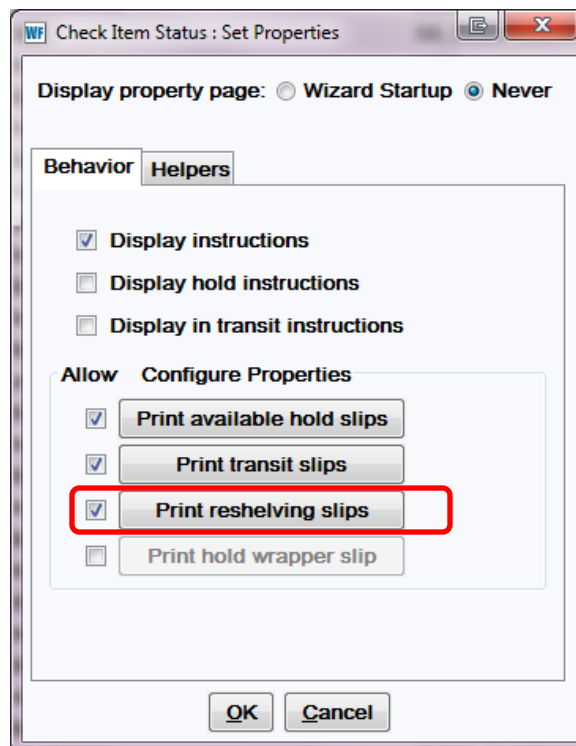 WF Check Item Status : Set Properties
Display property page: Wizard Startup Never
Behavior Helpers
Display instructions
Display hold instructions
Display in transit instructions
Allow Configure Properties
Print available hold slips
Print transit slips
Print reshelving slips
Print hold wrapper slip
OK Cancel